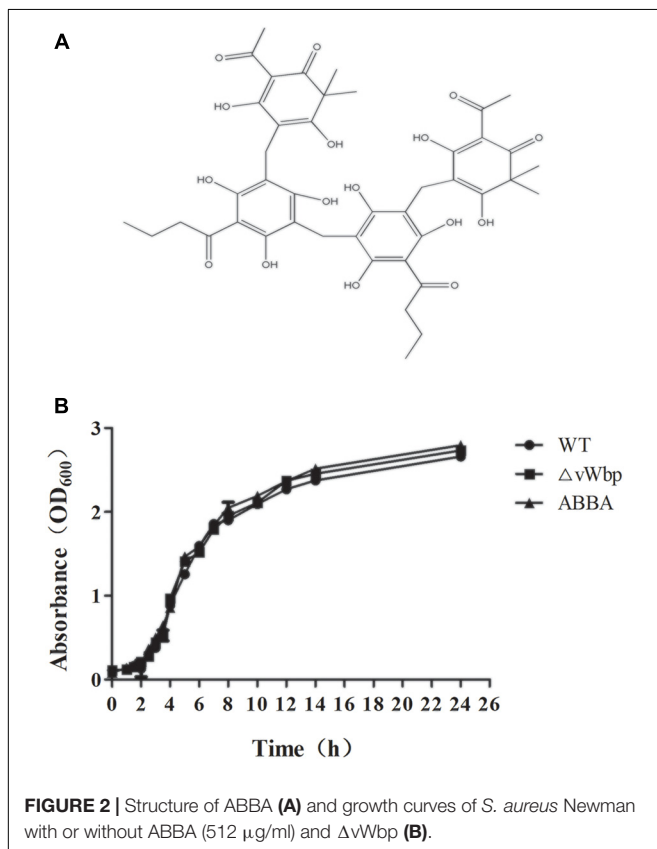 A
O
O
HO
OH
O
HO
O
OH
HO
OH
HO
OH
O
OH
HO
OH
O
B
Absorbance (OD600)
3
2
1
0
0 2 4 6 8 10 12 14 16 18 20 22 24 26
Time (h)
WT
△vWbp
ABBA
FIGURE 2 | Structure of ABBA (A) and growth curves of S. aureus Newman
with or without ABBA (512 μg/ml) and ΔvWbp (B).